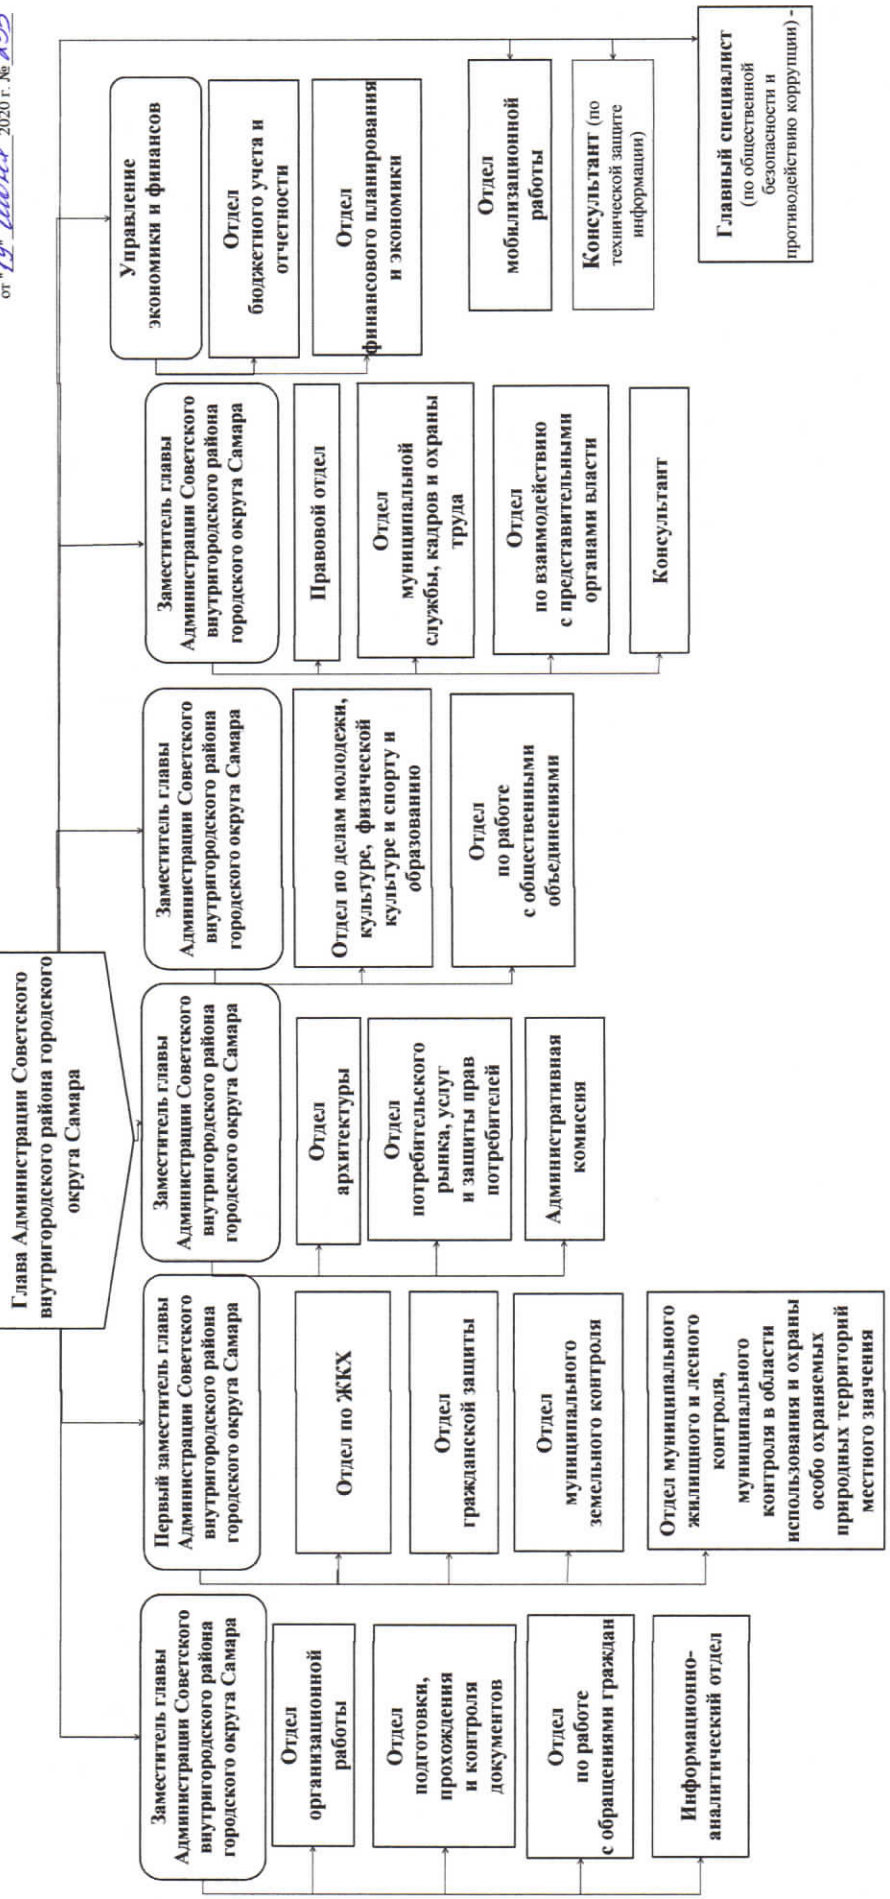 от "19" 2020 г. №
Глава Администрации Советского
внутригородского района городского
округа Самара
Заместитель главы
Администрации Советского
внутригородского района
городского округа Самара
Отдел
организационной
работы
Отдел
подготовки,
прохождения
и контроля
документов
Отдел
по работе
с обращениями граждан
Информационно-
аналитический отдел
Первый заместитель главы
Администрации Советского
внутригородского района
городского округа Самара
Отдел по ЖКХ
Отдел
гражданской защиты
Отдел
муниципального
земельного контроля
Отдел муниципального
жилищного и лесного
контроля,
муниципального
контроля в области
использования и охраны
особо охраняемых
природных территорий
местного значения
Заместитель главы
Администрации Советского
внутригородского района
городского округа Самара
Отдел
архитектуры
Отдел
потребительского
рынка, услуг
и защиты прав
потребителей
Административная
комиссия
Заместитель главы
Администрации Советского
внутригородского района
городского округа Самара
Отдел по делам молодежи,
культуре, физической
культуре и спорту и
образованию
Отдел
по работе
с общественными
объединениями
Заместитель главы
Администрации Советского
внутригородского района
городского округа Самара
Правовой отдел
Отдел
муниципальной
службы, кадров и охраны
труда
Отдел
по взаимодействию
с представительными
органами власти
Консультант
Управление
экономики и финансов
Отдел
бюджетного учета и
отчетности
Отдел
финансового планирования
и экономики
Отдел
мобилизационной
работы
Консультант (по
технической защите
информации)
Главный специалист
(по общественной
безопасности и
противодействию коррупции) -